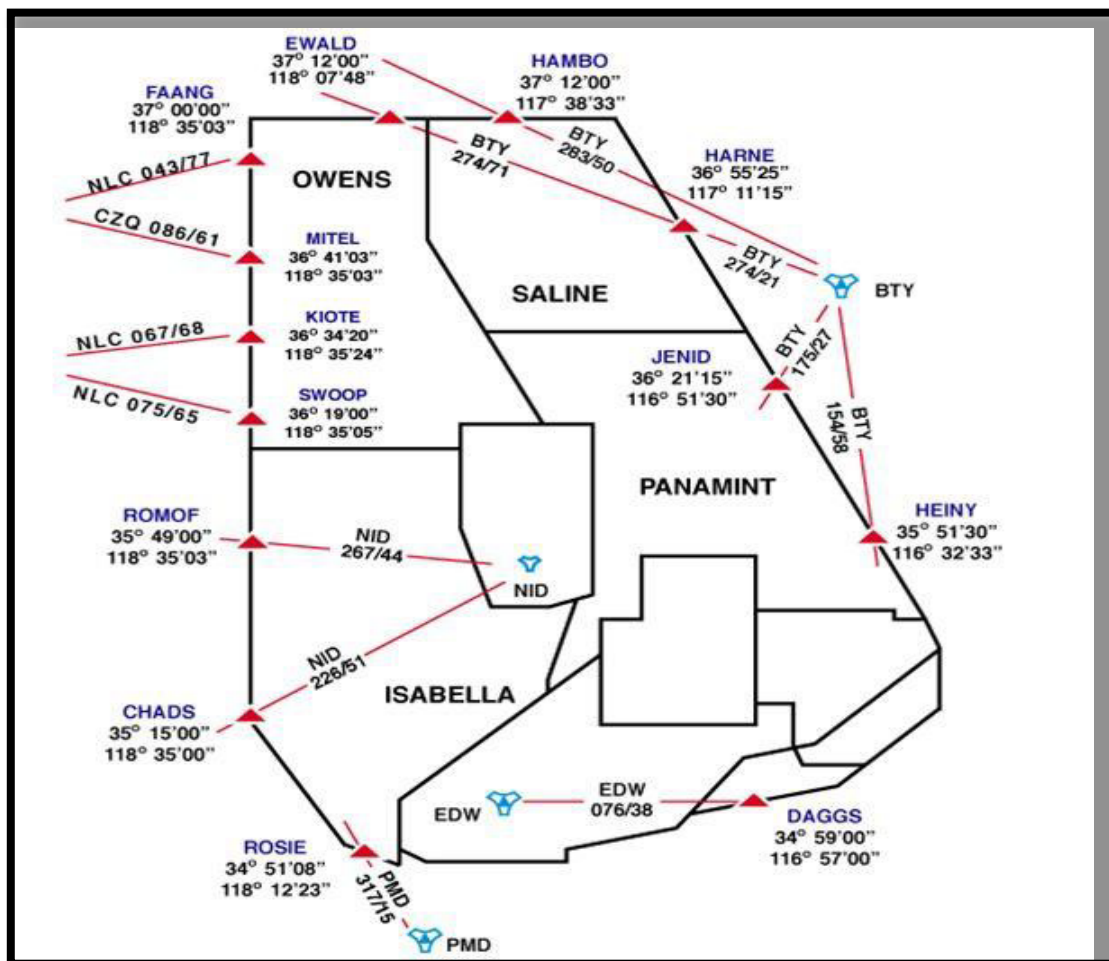 EWALD
37° 12'00"
118° 07'48"
HAMBO
37° 12'00"
117° 38'33"
FAANG
37° 00'00"
118° 35'03"
HARNE
36° 55'25"
117° 11'15"
BTY
283/50
BTY
274/71
NLC 043/77
OWENS
CZQ 086/61
MITEL
36° 41'03"
118° 35'03"
BTY
274/21
BTY
SALINE
KIOTE
36° 34'20"
118° 35'24"
NLC 067/68
BTY
175/27
JENID
36° 21'15"
116° 51'30"
NLC 075/65
SWOOP
36° 19'00"
118° 35'05"
BTY
154/58
PANAMINT
ROMOF
35° 49'00"
118° 35'03"
NID
267/44
HEINY
35° 51'30"
116° 32'33"
NID
NID
226/51
ISABELLA
CHADS
35° 15'00"
118° 35'00"
EDW
EDW
076/38
DAGGS
34° 59'00"
116° 57'00"
ROSIE
34° 51'08"
118° 12'23"
PMD
317/15
PMD